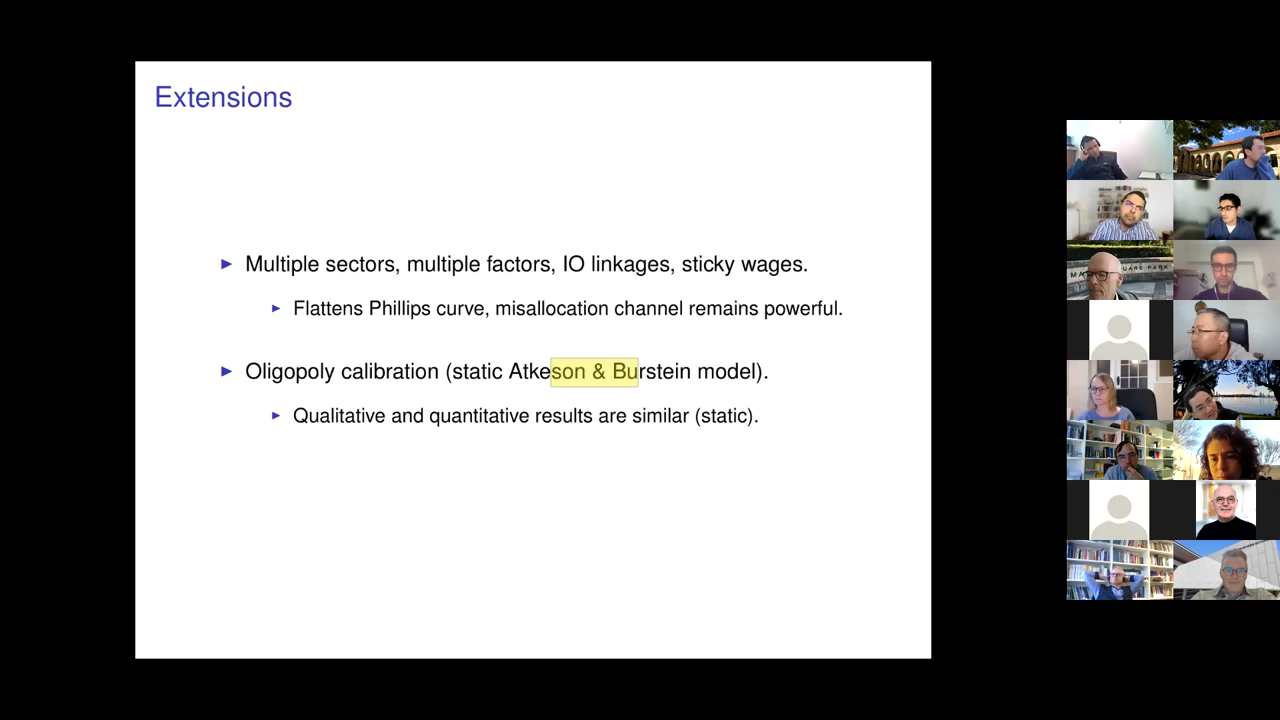 Extensions
Multiple sectors, multiple factors, IO linkages, sticky wages.
Flattens Phillips curve, misallocation channel remains powerful.
Oligopoly calibration (static Atkeson & Burstein model).
Qualitative and quantitative results are similar (static).